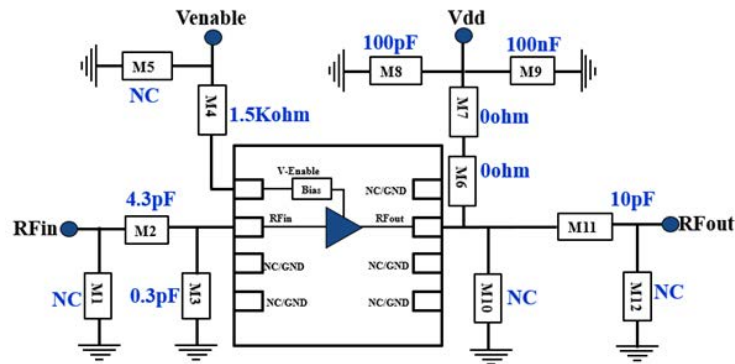 Venable
Vdd
100pF
100nF
M5
M8
M9
NC
M4
1.5Kohm
M7
0ohm
V-Enable
Bias
NC/GND
M6
0ohm
4.3pF
10pF
RFin
M2
RFin
RFout
M11
RFout
NC
M1
0.3pF
M3
NC/GND
NC/GND
NC/GND
NC/GND
M10
NC
M12
NC